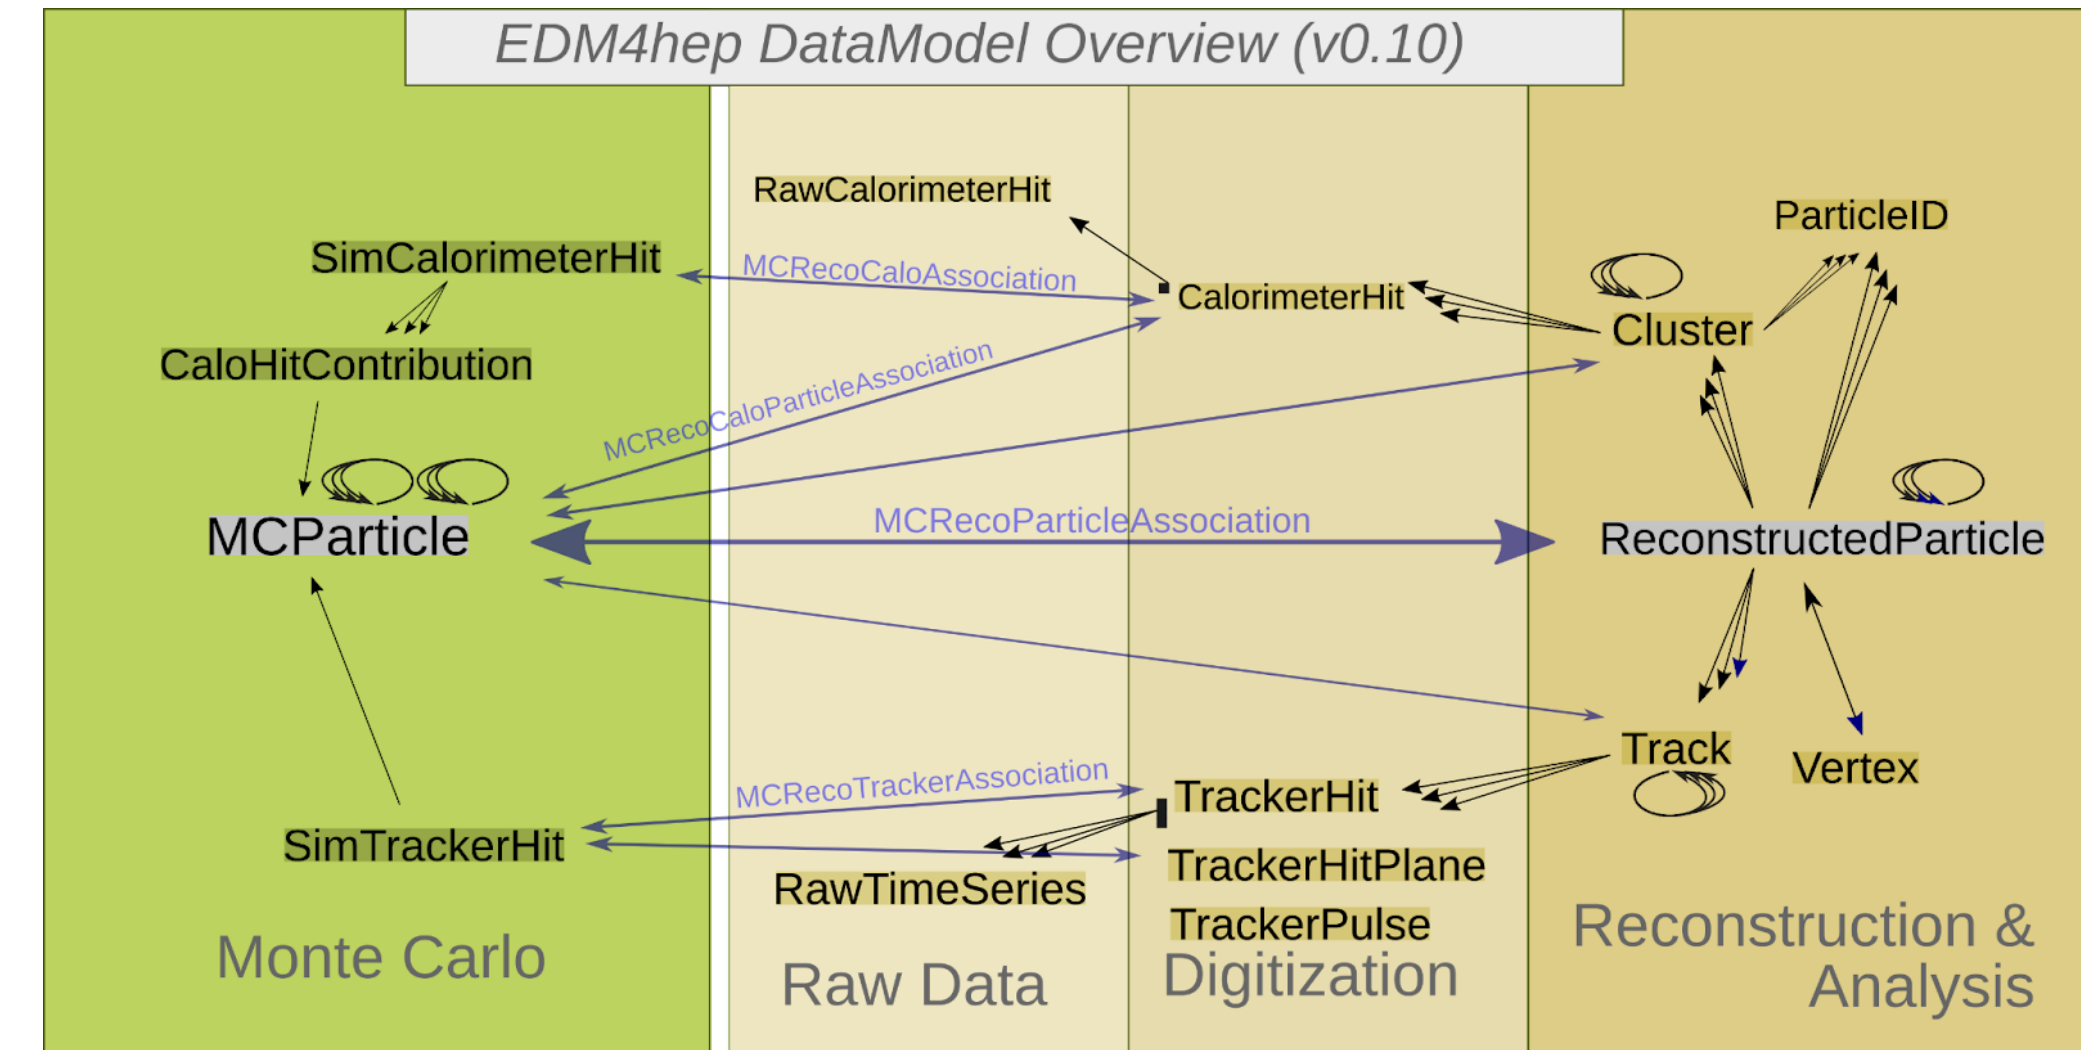 EDM4hep DataModel Overview (v0.10)
RawCalorimeterHit
ParticleID
SimCalorimeterHit
MCRecoCaloAssociation
CalorimeterHit
Cluster
CaloHitContribution
MCRecoCaloParticleAssociation
MCParticle
MCRecoParticleAssociation
ReconstructedParticle
Track
Vertex
MCRecoTrackerAssociation
TrackerHit
SimTrackerHit
TrackerHitPlane
RawTimeSeries
TrackerPulse
Monte Carlo
Raw Data
Digitization
Reconstruction &
Analysis